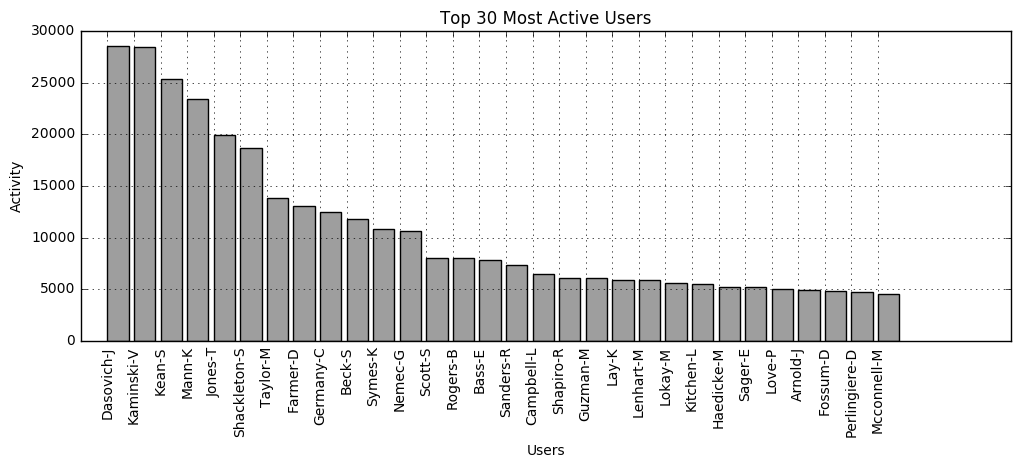 Top 30 Most Active Users
30000
25000
20000
15000
10000
5000
0
Activity
Dasovich-J
Kaminski-V
Kean-S
Mann-K
Jones-T
Shackleton-S
Taylor-M
Farmer-D
Germany-C
Beck-S
Symes-K
Nemec-G
Scott-S
Rogers-B
Bass-E
Sanders-R
Campbell-L
Shapiro-R
Guzman-M
Lay-K
Lenhart-M
Lokay-M
Kitchen-L
Haedicke-M
Sager-E
Love-P
Arnold-J
Fossum-D
Perlingiere-D
Mcconnell-M
Users